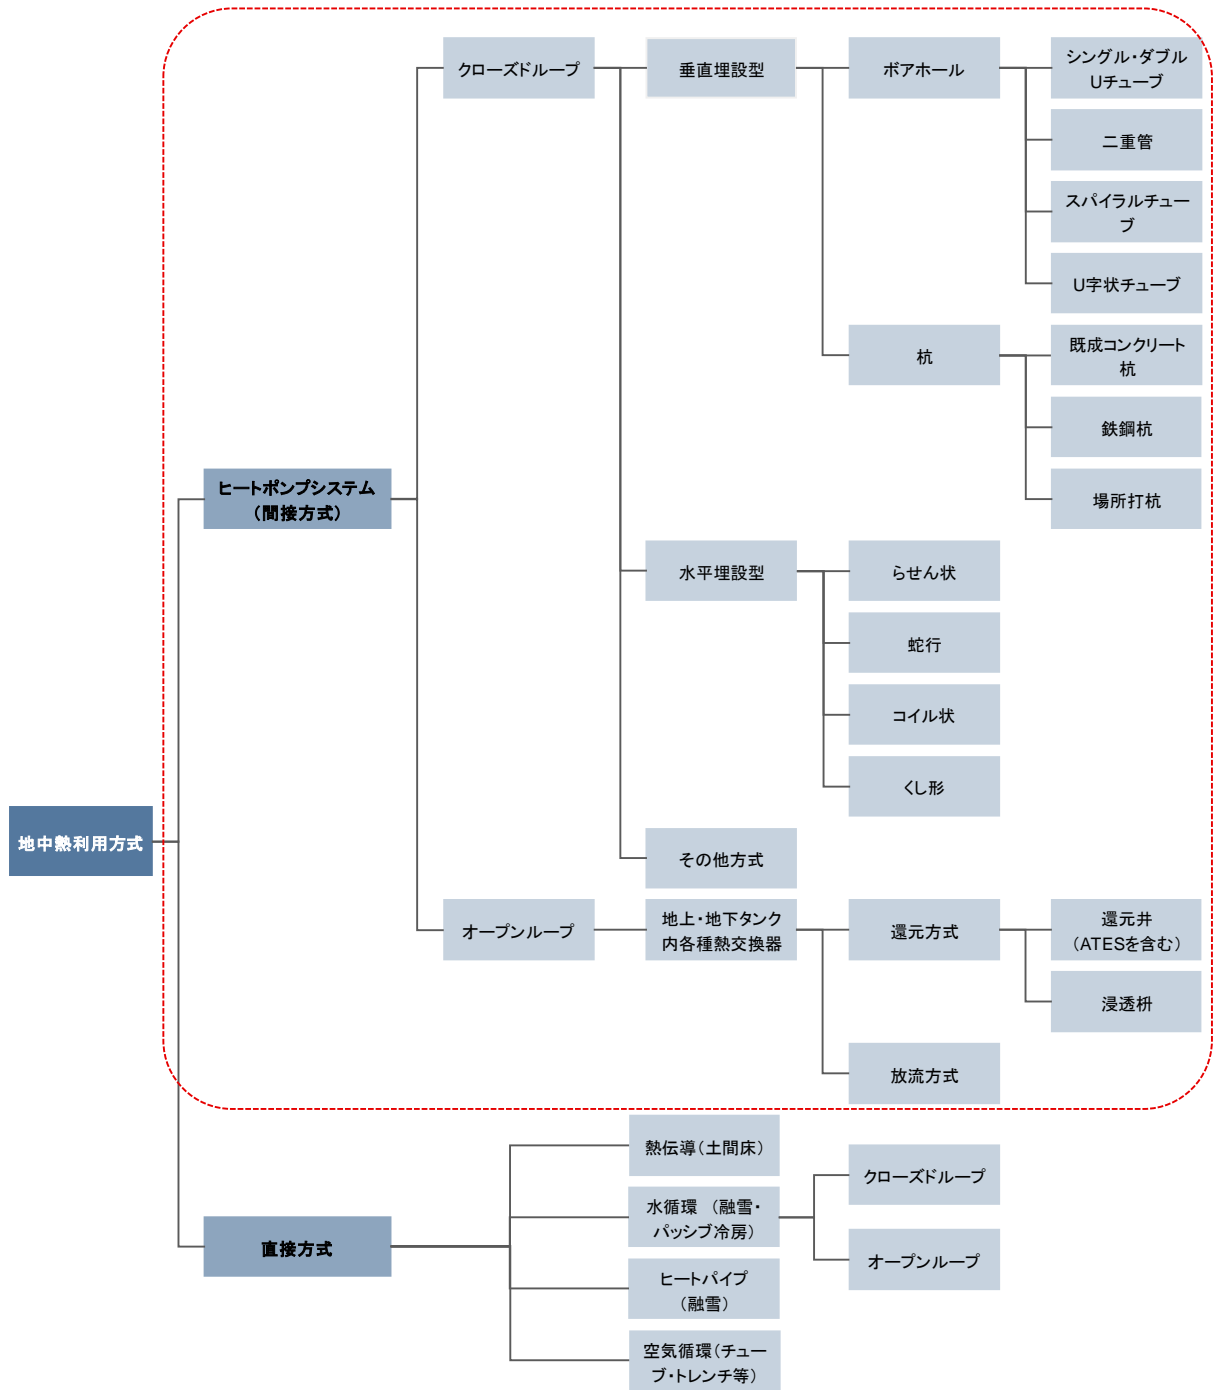 クローズドループ
垂直埋設型
ボアホール
シングル・ダブル
Uチューブ
二重管
スパイラルチュー
ブ
U字状チューブ
杭
既成コンクリート
杭
鉄鋼杭
場所打杭
ヒートポンプシステム
（間接方式）
水平埋設型
らせん状
蛇行
コイル状
くし形
地中熱利用方式
その他方式
オープンループ
地上・地下タンク
内各種熱交換器
還元方式
還元井
（ATESを含む）
浸透枡
放流方式
直接方式
熱伝導（土間床）
水循環　（融雪・
パッシブ冷房）
クローズドループ
オープンループ
ヒートパイプ
（融雪）
空気循環（チュー
ブ・トレンチ等）